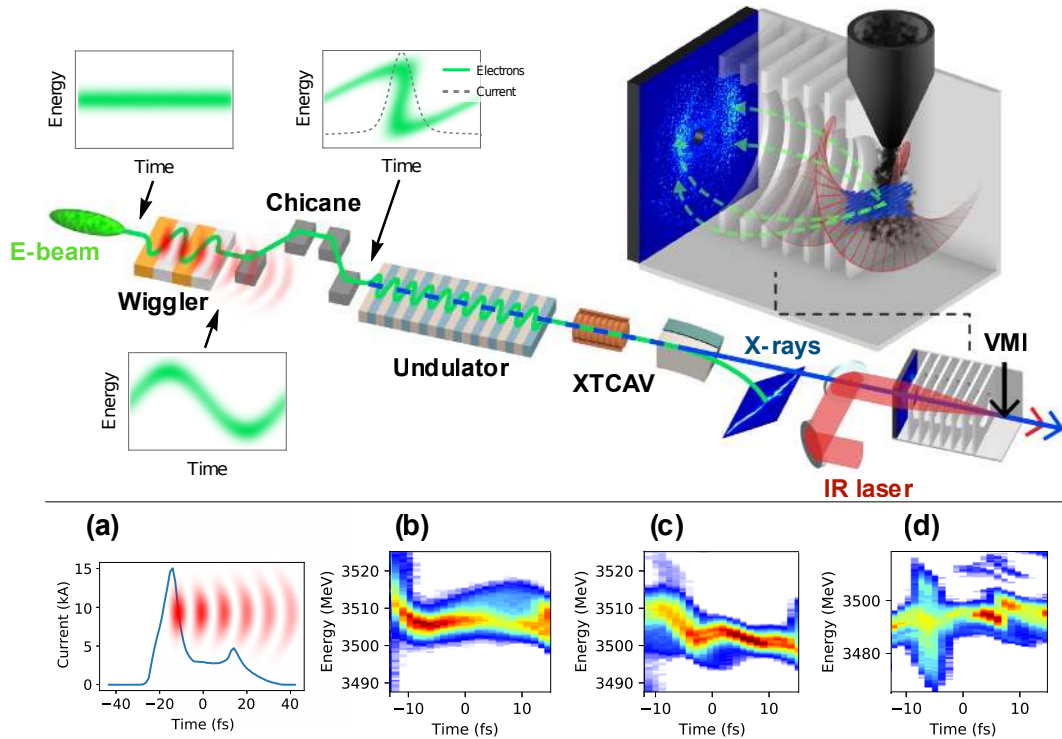 Energy
Time
Energy
Electrons
Current
Time
E-beam
Wiggler
Chicane
Undulator
XTCAV
X-rays
VMI
IR laser
Energy
Time
(a)
Current (kA)
15
10
5
0
−40 −20 0 20 40
Time (fs)
(b)
Energy (MeV)
3520
3510
3500
3490
−10 0 10
Time (fs)
(c)
Energy (MeV)
3520
3510
3500
3490
−10 0 10
Time (fs)
(d)
Energy (MeV)
3500
3480
−10 0 10
Time (fs)